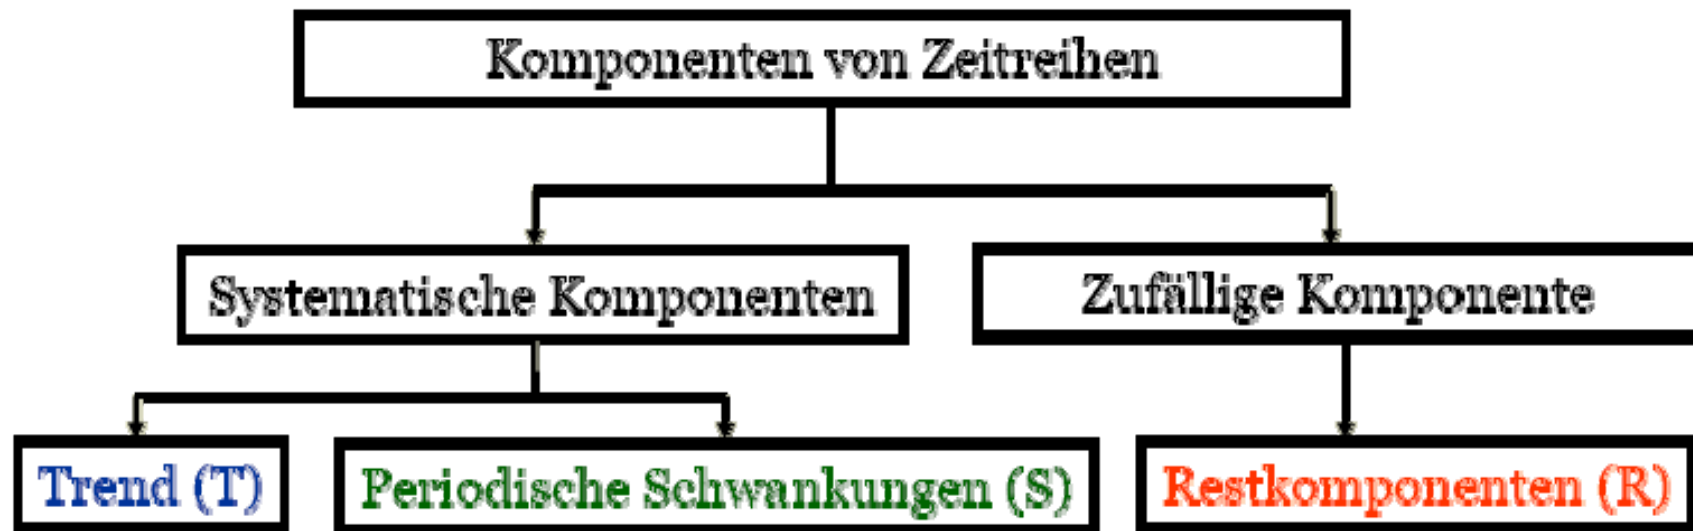 Komponenten von Zeitreihen
Systematische Komponenten
Zufällige Komponente
Trend (T)
Periodische Schwankungen (S)
Restkomponenten (R)